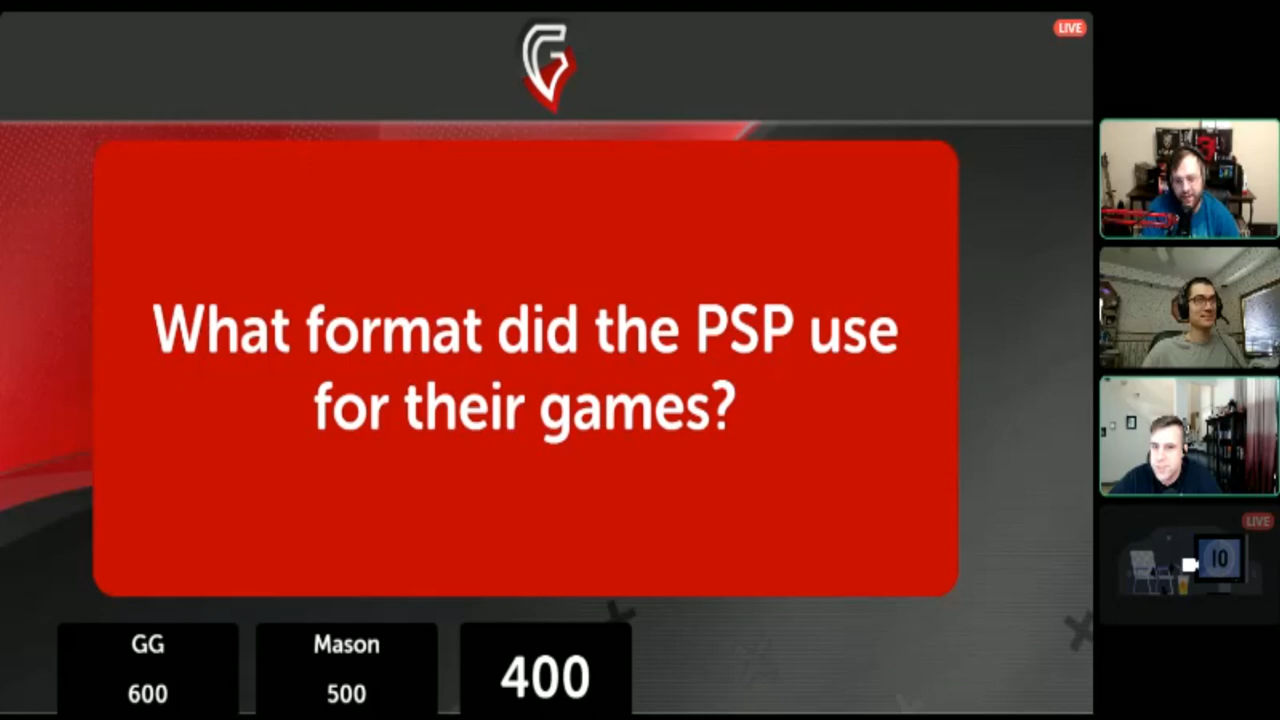 LIVE
What format did the PSP use
for their games?
LIVE
10
GG
Mason
400
600
500